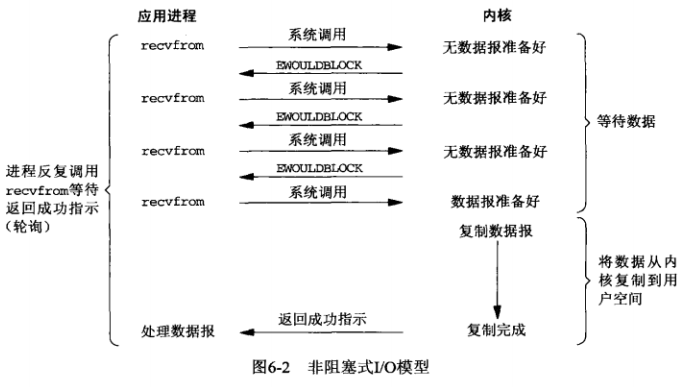 应用进程
内核
recvfrom
系统调用
无数据报准备好
EWOULDBLOCK
recvfrom
系统调用
无数据报准备好
EWOULDBLOCK
等待数据
recvfrom
系统调用
无数据报准备好
EWOULDBLOCK
进程反复调用
recvfrom等待
返回成功指示
(轮询)
recvfrom
系统调用
数据报准备好
复制数据报
将数据从内
核复制到用
户空间
处理数据报
返回成功指示
复制完成
图6-2 非阻塞式I/O模型